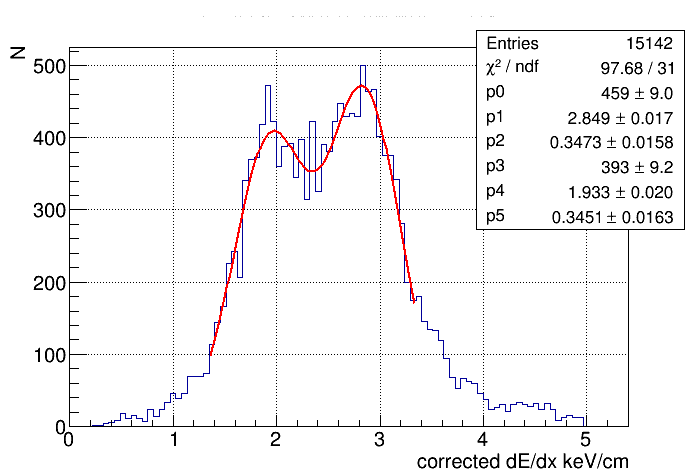 Entries 15142
χ² / ndf 97.68 / 31
p0 459 ± 9.0
p1 2.849 ± 0.017
p2 0.3473 ± 0.0158
p3 393 ± 9.2
p4 1.933 ± 0.020
p5 0.3451 ± 0.0163
N
500
400
300
200
100
0
0 1 2 3 4 5
corrected dE/dx keV/cm